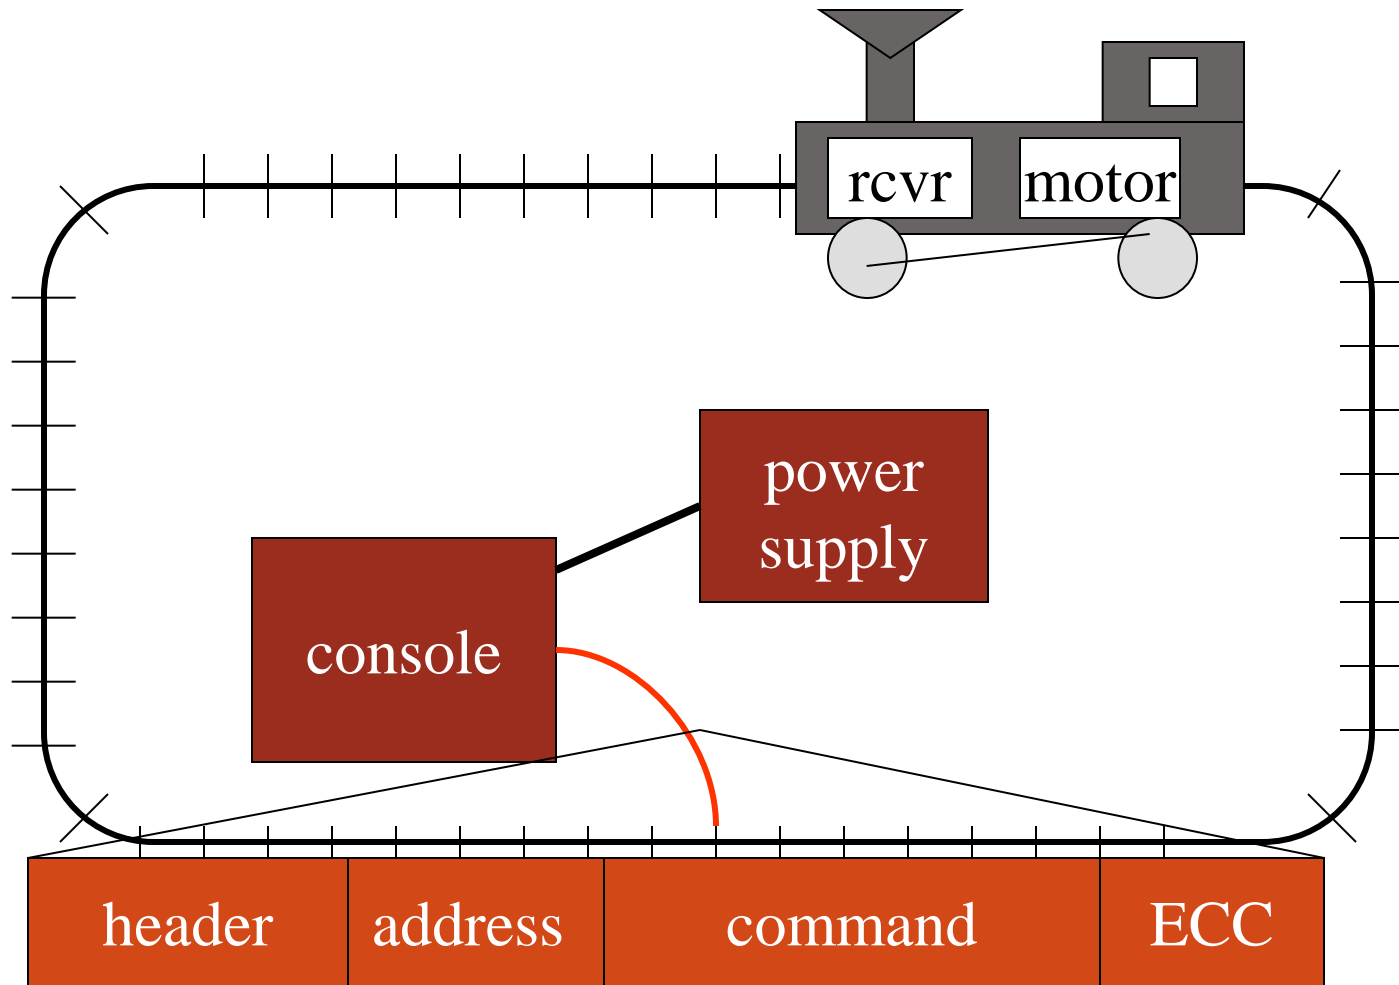 rcvr motor
power
supply
console
header address command ECC